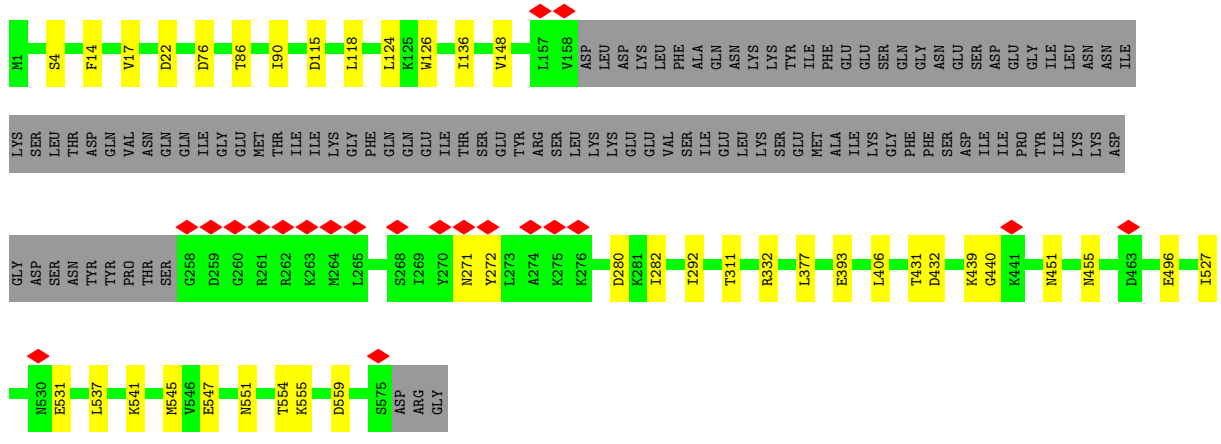 M1 S4 F14 V17 D22 D76 T86 I90 D115 L118 L124 K125 W126 I136 V148 L157 V158 ASP LEU ASP LYS LEU PHE ALA GLN ASN LYS LYS TYR ILE PHE GLU GLU SER GLN GLY ASN GLU SER ASP GLU GLY ILE LEU ASN ASN ILE
LYS SER LEU THR ASP GLN VAL ASN GLN GLN ILE GLY GLU MET THR ILE ILE LYS GLY PHE GLN GLN GLU ILE THR SER GLU TYR ARG SER LEU LYS LYS GLU GLU VAL SER ILE GLU LEU LYS SER GLU MET ALA ILE LYS GLY PHE PHE SER ASP ILE ILE PRO TYR ILE LYS LYS ASP
GLY ASP SER ASN TYR TYR PRO THR SER G258 D259 G260 R261 R262 K263 M264 L265 S268 I269 Y270 N271 Y272 L273 A274 K275 K276 D280 K281 I282 I292 T311 R332 L377 E393 L406 T431 D432 K439 G440 K441 N451 N455 D463 E496 I527
N530 E531 L537 K541 M545 V546 E547 N551 T554 K555 D559 S575 ASP ARG GLY